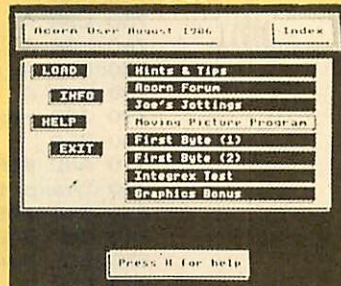 Acorn User August 1986 Index
LOAD
INFO
HELP
EXIT
Hints & Tips
Acorn Forum
Joe's Jottings
Moving Picture Program
First Byte (1)
First Byte (2)
Integrex Test
Graphics Bonus
Press H for help